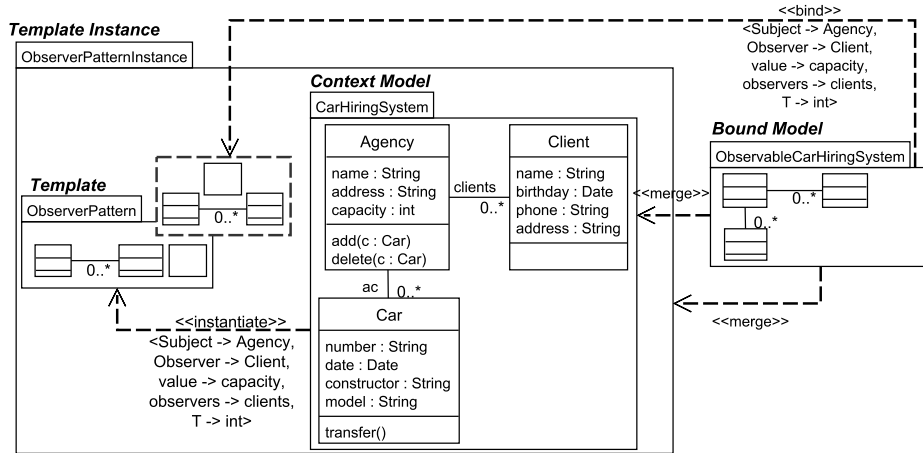 <<bind>>
<Subject -> Agency,
Observer -> Client,
value -> capacity,
observers -> clients,
T -> int>
Template Instance
ObserverPatternInstance
Context Model
CarHiringSystem
Agency
name : String
address : String
capacity : int
add(c : Car)
delete(c : Car)
clients
0..*
Client
name : String
birthday : Date
phone : String
address : String
<<merge>>
Bound Model
ObservableCarHiringSystem
0..*
0..*
<<merge>>
Template
ObserverPattern
0..*
0..*
ac
0..*
Car
number : String
date : Date
constructor : String
model : String
transfer()
<<instantiate>>
<Subject -> Agency,
Observer -> Client,
value -> capacity,
observers -> clients,
T -> int>